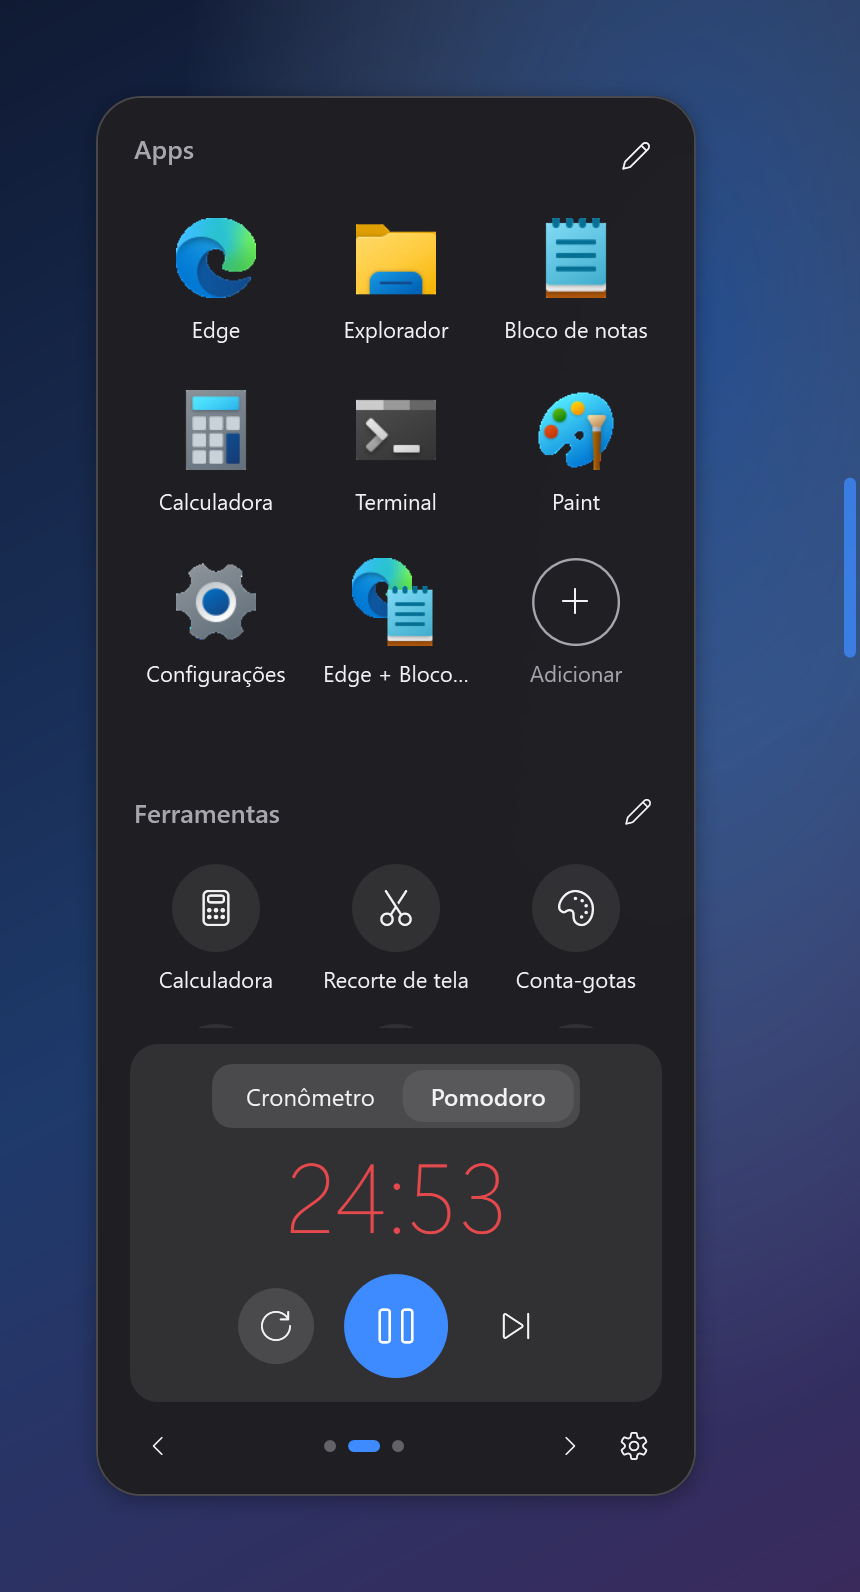 Apps
Edge
Explorador
Bloco de notas
Calculadora
Terminal
Paint
Configurações
Edge + Bloco...
Adicionar
Ferramentas
Calculadora
Recorte de tela
Conta-gotas
Cronômetro
Pomodoro
24:53